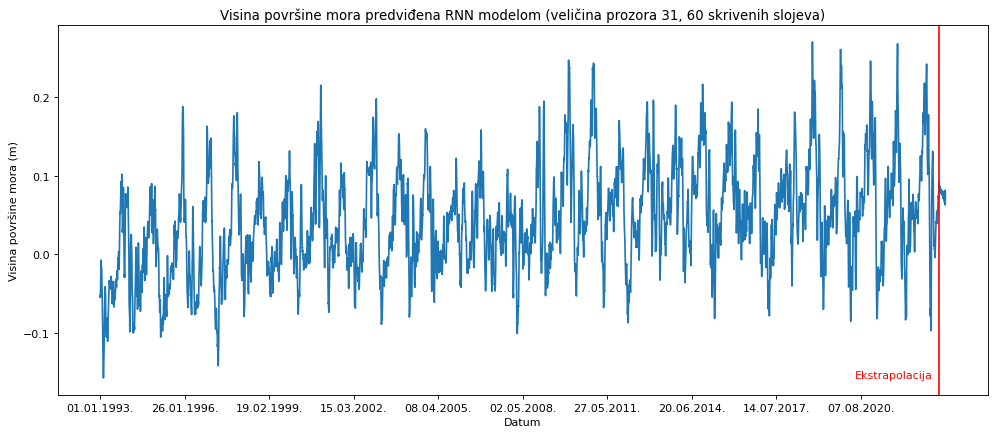 Visina površine mora predviđena RNN modelom (veličina prozora 31, 60 skrivenih slojeva)
Visina površine mora (m)
0.2
0.1
0.0
−0.1
Ekstrapolacija
01.01.1993. 26.01.1996. 19.02.1999. 15.03.2002. 08.04.2005. 02.05.2008. 27.05.2011. 20.06.2014. 14.07.2017. 07.08.2020.
Datum